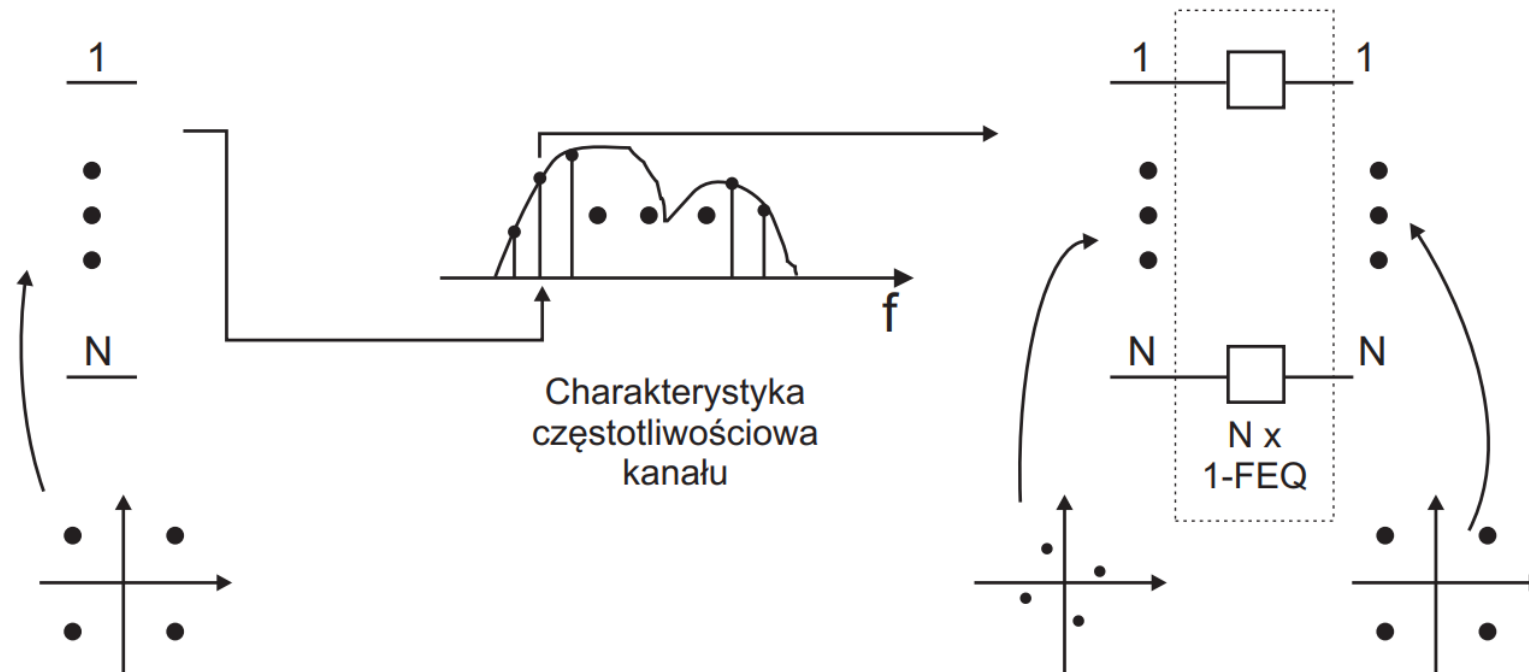 1
N
f
Charakterystyka
częstotliwościowa
kanału
1
1
N
N
N x
1-FEQ